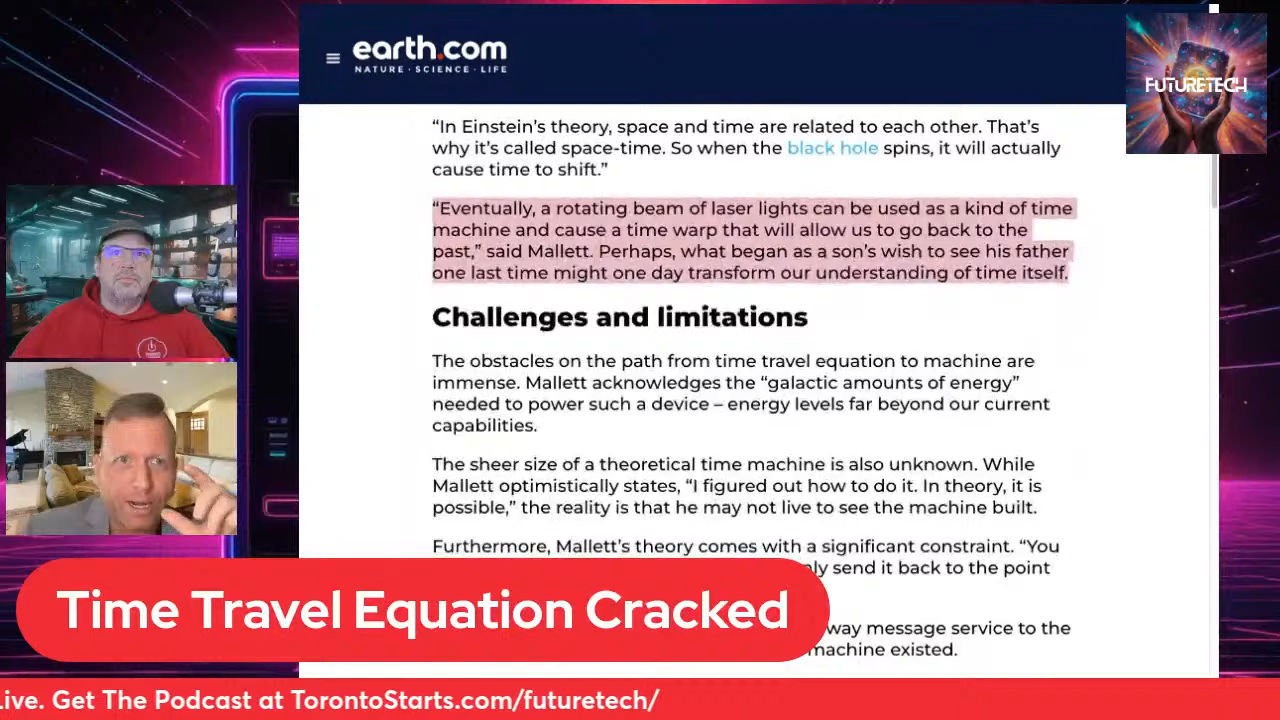 earth.com
NATURE · SCIENCE · LIFE
FUTURETECH
“In Einstein’s theory, space and time are related to each other. That’s
why it’s called space-time. So when the black hole spins, it will actually
cause time to shift.”
“Eventually, a rotating beam of laser lights can be used as a kind of time
machine and cause a time warp that will allow us to go back to the
past,” said Mallett. Perhaps, what began as a son’s wish to see his father
one last time might one day transform our understanding of time itself.
Challenges and limitations
The obstacles on the path from time travel equation to machine are
immense. Mallett acknowledges the “galactic amounts of energy”
needed to power such a device – energy levels far beyond our current
capabilities.
The sheer size of a theoretical time machine is also unknown. While
Mallett optimistically states, “I figured out how to do it. In theory, it is
possible,” the reality is that he may not live to see the machine built.
Furthermore, Mallett’s theory comes with a significant constraint. “You
send it back to the point
way message service to the
machine existed.
Time Travel Equation Cracked
Live. Get The Podcast at TorontoStarts.com/futuretech/